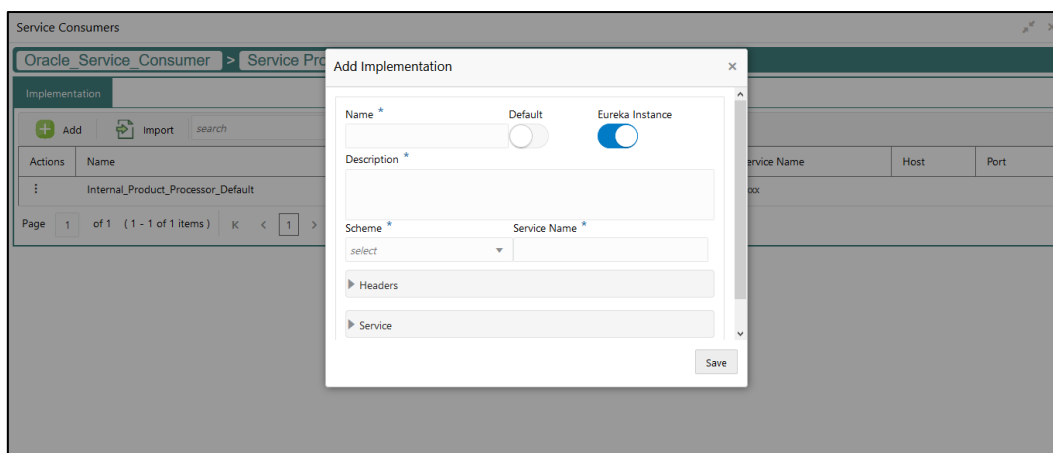 Service Consumers
Oracle_Service_Consumer > Service Pro
Add Implementation
Implementation
Name * Default Eureka Instance
Add Import search
Description *
Actions Name ervice Name Host Port
Internal_Product_Processor_Default xx
Page 1 of 1 (1 - 1 of 1 items) K < 1 >
Scheme * Service Name *
select
Headers
Service
Save